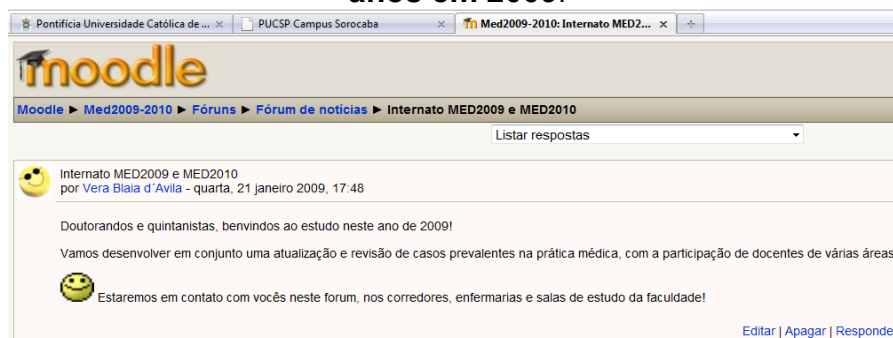 anos em 2009.
Pontifícia Universidade Católica de ... × PUCSP Campus Sorocaba × Med2009-2010: Internato MED2... ×
moodle
Moodle ► Med2009-2010 ► Fóruns ► Fórum de notícias ► Internato MED2009 e MED2010
Listar respostas
Internato MED2009 e MED2010
por Vera Blaia d´Avila - quarta, 21 janeiro 2009, 17:48
Doutorandos e quintanistas, benvindos ao estudo neste ano de 2009!
Vamos desenvolver em conjunto uma atualização e revisão de casos prevalentes na prática médica, com a participação de docentes de várias áreas
Estaremos em contato com vocês neste forum, nos corredores, enfermarias e salas de estudo da faculdade!
Editar | Apagar | Responde